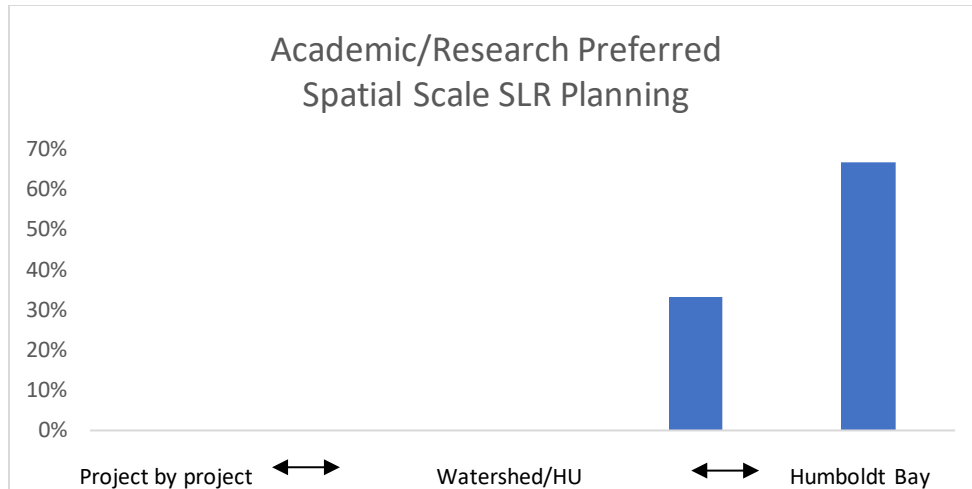 Academic/Research Preferred
Spatial Scale SLR Planning
70%
60%
50%
40%
30%
20%
10%
0%
Project by project Watershed/HU Humboldt Bay